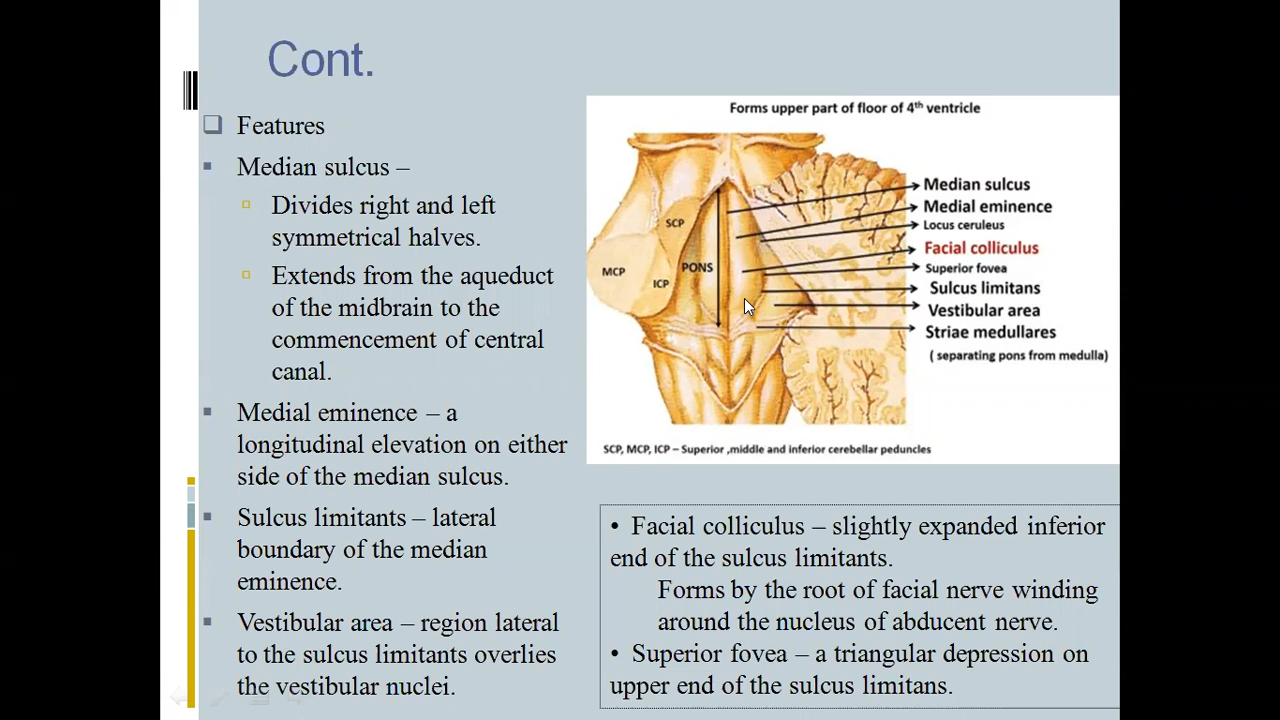 Cont.
Features
Median sulcus –
Divides right and left
symmetrical halves.
Extends from the aqueduct
of the midbrain to the
commencement of central
canal.
Medial eminence – a
longitudinal elevation on either
side of the median sulcus.
Sulcus limitants – lateral
boundary of the median
eminence.
Vestibular area – region lateral
to the sulcus limitants overlies
the vestibular nuclei.
Forms upper part of floor of 4th ventricle
SCP
MCP
PONS
ICP
Median sulcus
Medial eminence
Locus ceruleus
Facial colliculus
Superior fovea
Sulcus limitans
Vestibular area
Striae medullares
( separating pons from medulla)
SCP, MCP, ICP – Superior ,middle and inferior cerebellar peduncles
• Facial colliculus – slightly expanded inferior
end of the sulcus limitants.
Forms by the root of facial nerve winding
around the nucleus of abducent nerve.
• Superior fovea – a triangular depression on
upper end of the sulcus limitans.